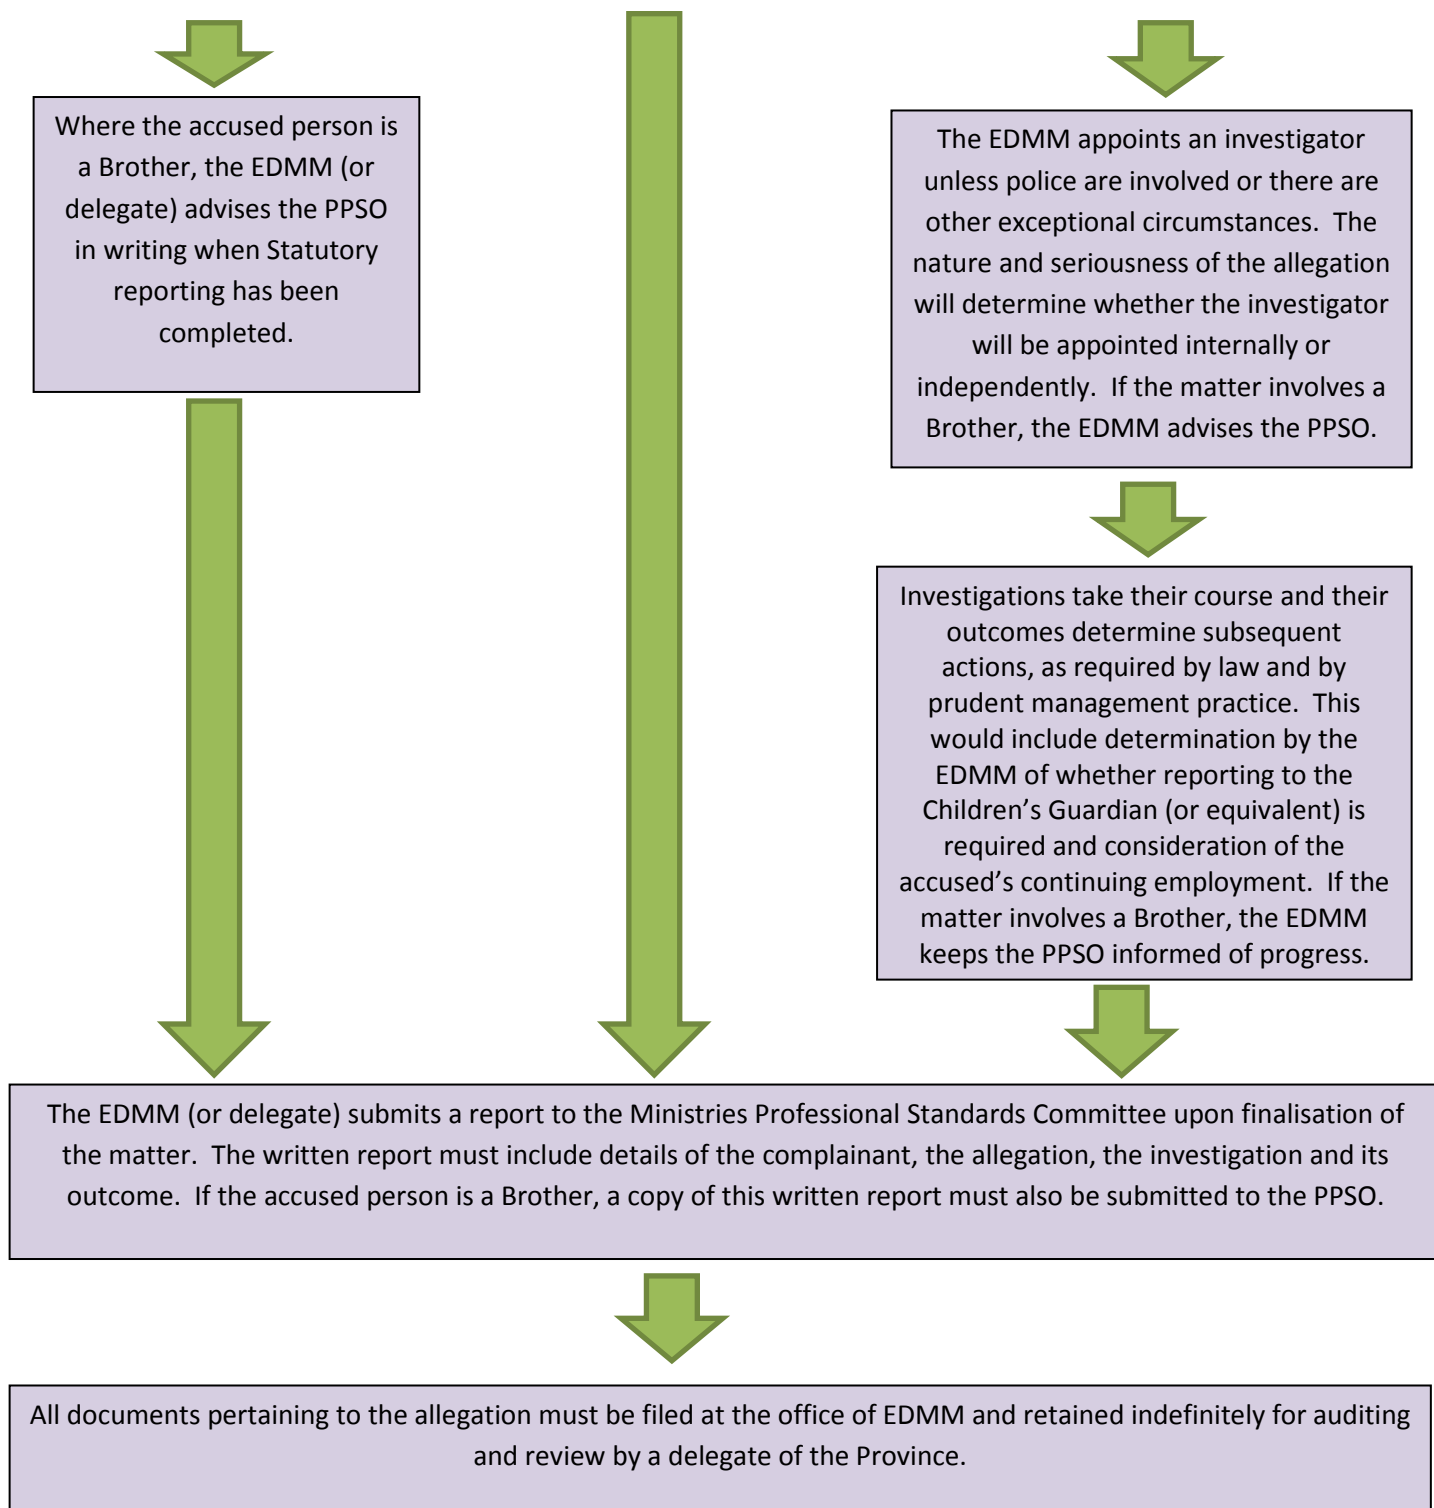 Where the accused person is
a Brother, the EDMM (or
delegate) advises the PPSO
in writing when Statutory
reporting has been
completed.
The EDMM appoints an investigator
unless police are involved or there are
other exceptional circumstances.  The
nature and seriousness of the allegation
will determine whether the investigator
will be appointed internally or
independently.  If the matter involves a
Brother, the EDMM advises the PPSO.
Investigations take their course and their
outcomes determine subsequent
actions, as required by law and by
prudent management practice.  This
would include determination by the
EDMM of whether reporting to the
Children’s Guardian (or equivalent) is
required and consideration of the
accused’s continuing employment.  If the
matter involves a Brother, the EDMM
keeps the PPSO informed of progress.
The EDMM (or delegate) submits a report to the Ministries Professional Standards Committee upon finalisation of
the matter.  The written report must include details of the complainant, the allegation, the investigation and its
outcome.  If the accused person is a Brother, a copy of this written report must also be submitted to the PPSO.
All documents pertaining to the allegation must be filed at the office of EDMM and retained indefinitely for auditing
and review by a delegate of the Province.